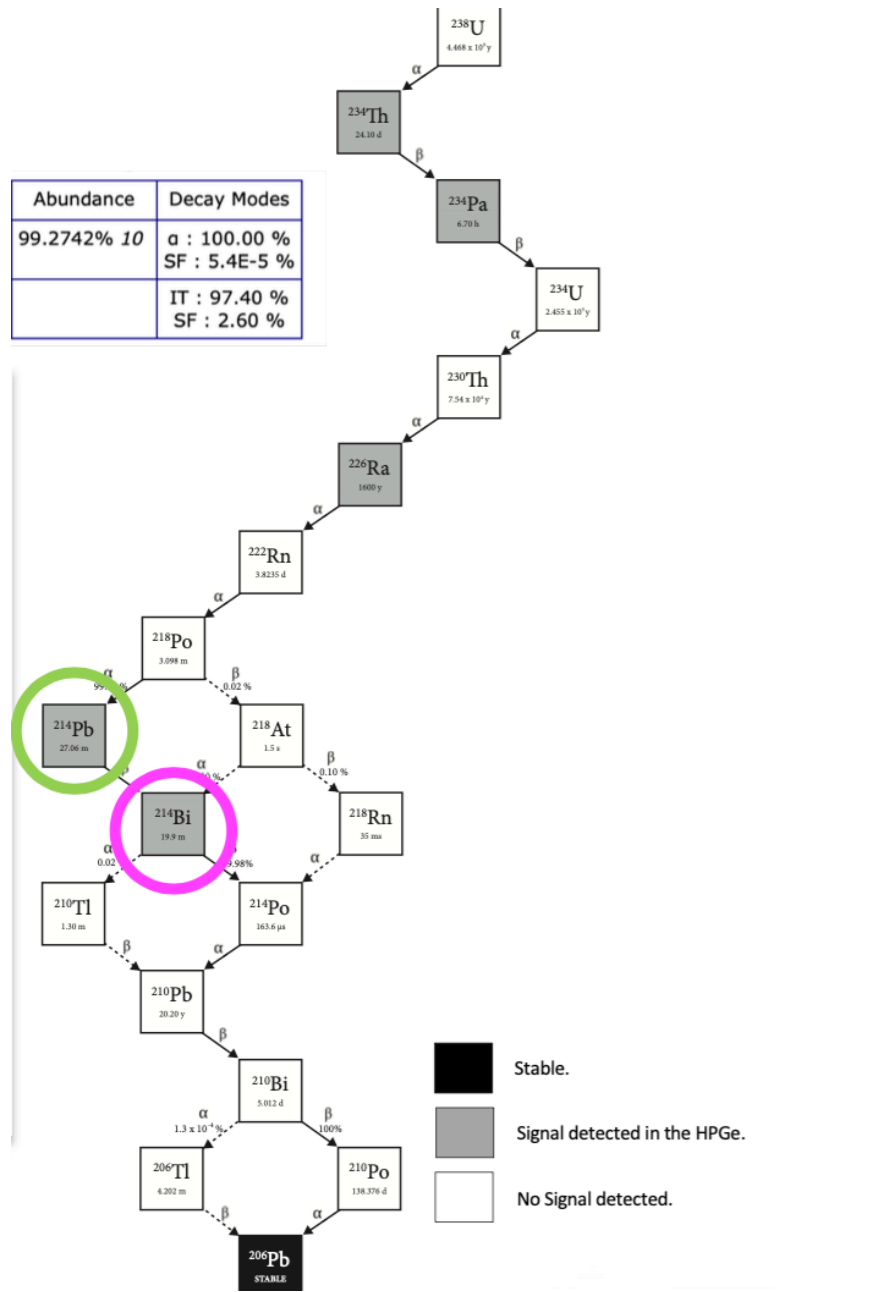 238U
4.468 x 10⁹ y
α
234Th
24.10 d
β
Abundance Decay Modes
99.2742% 10 α : 100.00 %
SF : 5.4E-5 %
IT : 97.40 %
SF : 2.60 %
234Pa
6.70 h
β
234U
2.455 x 10⁵ y
α
230Th
7.54 x 10⁴ y
α
226Ra
1600 y
α
222Rn
3.8235 d
α
218Po
3.098 m
α β
0.02 %
214Pb
27.06 m
218At
1.5 s
β α β
0.10 %
214Bi
19.9 m
218Rn
35 ms
α α
0.02 9.98%
210Tl
1.30 m
214Po
163.6 μs
β α
210Pb
20.20 y
β
210Bi
5.012 d
α β
1.3 x 10⁻⁴ % 100%
206Tl
4.202 m
210Po
138.376 d
β α
206Pb
STABLE
Stable.
Signal detected in the HPGe.
No Signal detected.